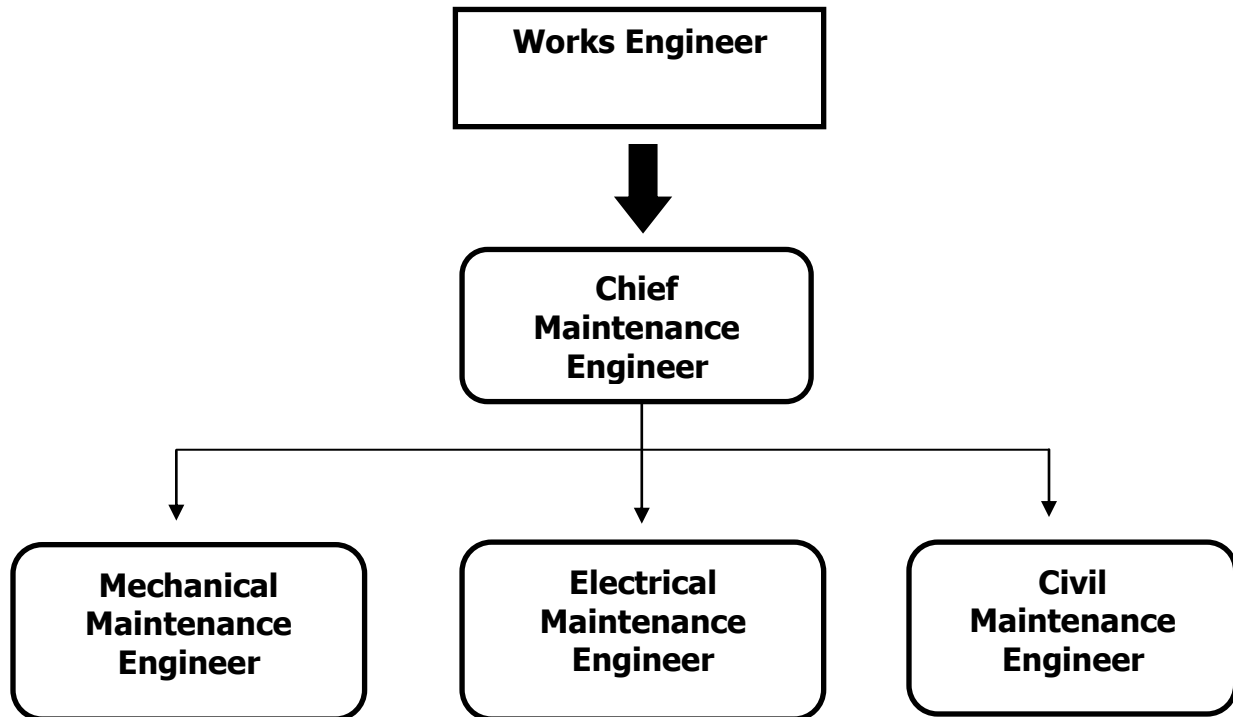 Works Engineer
Chief
Maintenance
Engineer
Mechanical
Maintenance
Engineer
Electrical
Maintenance
Engineer
Civil
Maintenance
Engineer